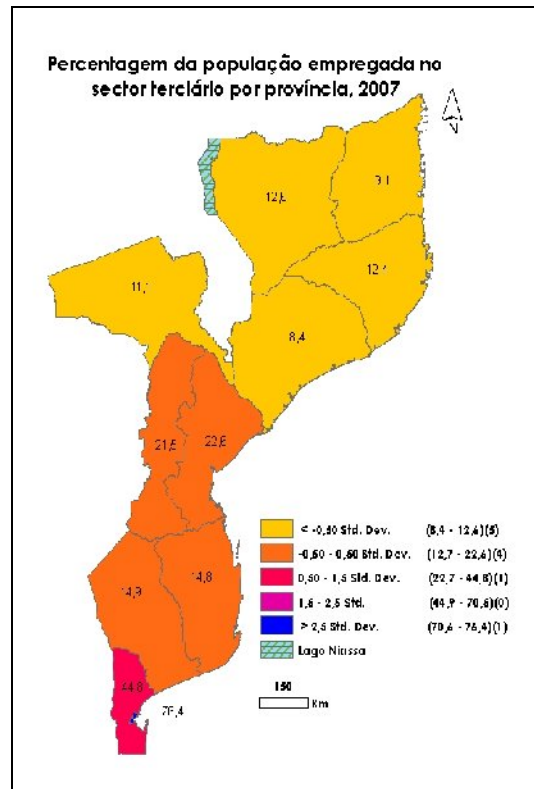 Percentagem da população empregada no
sector terciário por província, 2007
12,6
9,1
12,4
11,1
8,4
21,5
22,6
14,9
14,8
44,8
76,4
< -0,50 Std. Dev. (8,4 - 12,6)(5)
-0,50 - 0,50 Std. Dev. (12,7 - 22,6)(4)
0,50 - 1,5 Std. Dev. (22,7 - 44,8)(1)
1,5 - 2,5 Std. (44,9 - 70,5)(0)
> 2,5 Std. Dev. (70,6 - 76,4)(1)
Lago Niassa
150
Km